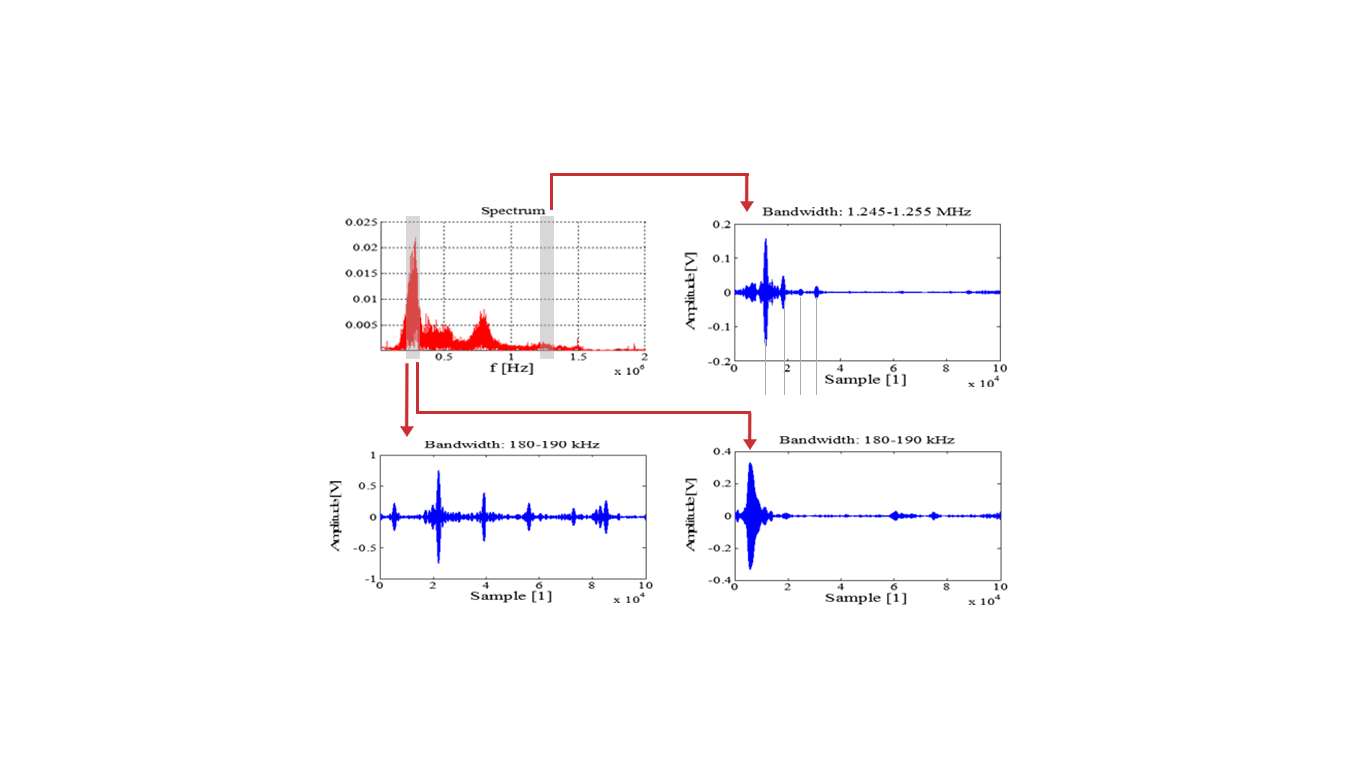 Spectrum
0.025
0.02
0.015
0.01
0.005
0.5 1 1.5 2
f [Hz]
x 10⁶
Bandwidth: 1.245-1.255 MHz
Amplitude[V]
0.2
0.1
0
-0.1
-0.2
0 2 4 6 8 10
Sample [1]
x 10⁴
Bandwidth: 180-190 kHz
Amplitude[V]
1
0.5
0
-0.5
-1
0 2 4 6 8 10
Sample [1]
x 10⁴
Bandwidth: 180-190 kHz
Amplitude[V]
0.4
0.2
0
-0.2
-0.4
0 2 4 6 8 10
Sample [1]
x 10⁴